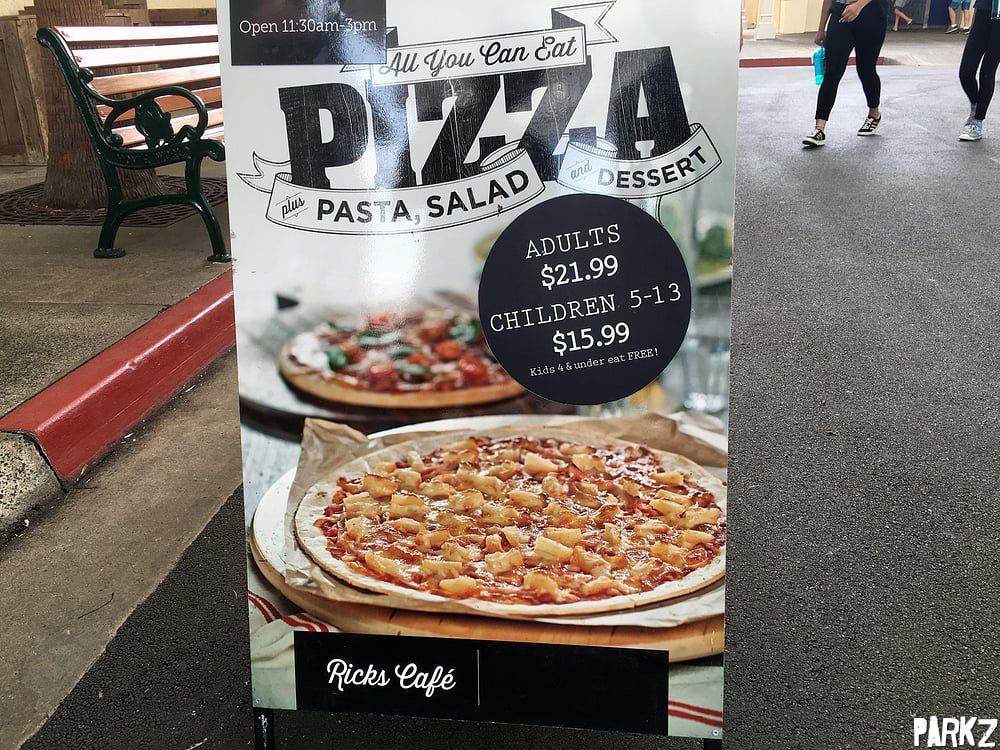 Open 11:30am-3pm
All You Can Eat
PIZZA
plus PASTA, SALAD and DESSERT
ADULTS
$21.99
CHILDREN 5-13
$15.99
Kids 4 & under eat FREE!
Ricks Café
PARKZ